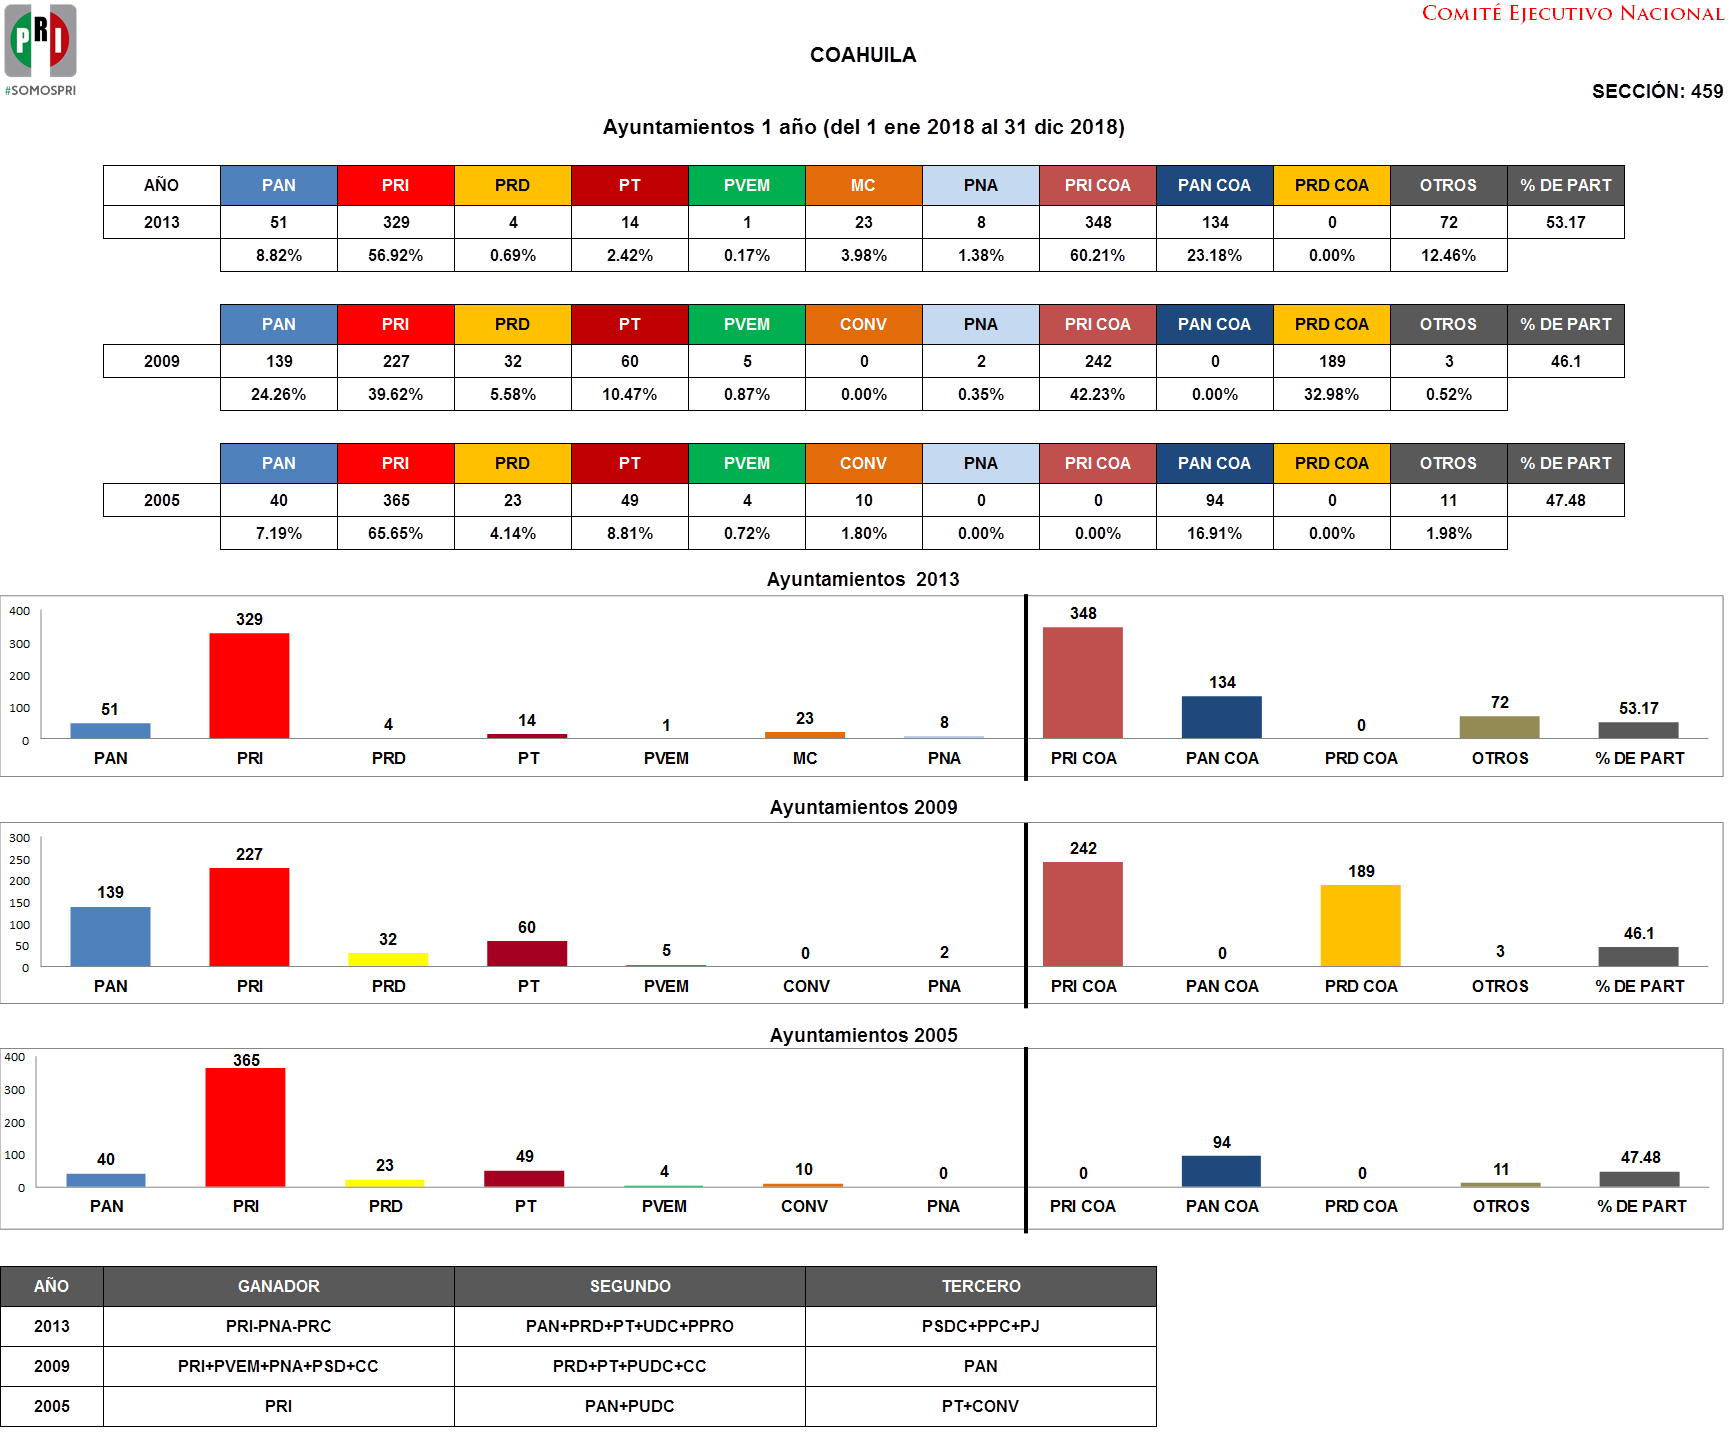 COMITÉ EJECUTIVO NACIONAL
PRI
#SOMOSPRI
COAHUILA
SECCIÓN: 459
Ayuntamientos 1 año (del 1 ene 2018 al 31 dic 2018)
AÑO PAN PRI PRD PT PVEM MC PNA PRI COA PAN COA PRD COA OTROS % DE PART
2013 51 329 4 14 1 23 8 348 134 0 72 53.17
8.82% 56.92% 0.69% 2.42% 0.17% 3.98% 1.38% 60.21% 23.18% 0.00% 12.46%
PAN PRI PRD PT PVEM CONV PNA PRI COA PAN COA PRD COA OTROS % DE PART
2009 139 227 32 60 5 0 2 242 0 189 3 46.1
24.26% 39.62% 5.58% 10.47% 0.87% 0.00% 0.35% 42.23% 0.00% 32.98% 0.52%
PAN PRI PRD PT PVEM CONV PNA PRI COA PAN COA PRD COA OTROS % DE PART
2005 40 365 23 49 4 10 0 0 94 0 11 47.48
7.19% 65.65% 4.14% 8.81% 0.72% 1.80% 0.00% 0.00% 16.91% 0.00% 1.98%
Ayuntamientos 2013
400
300
200
100
0
51 329 4 14 1 23 8 348 134 0 72 53.17
PAN PRI PRD PT PVEM MC PNA PRI COA PAN COA PRD COA OTROS % DE PART
Ayuntamientos 2009
300
250
200
150
100
50
0
139 227 32 60 5 0 2 242 0 189 3 46.1
PAN PRI PRD PT PVEM CONV PNA PRI COA PAN COA PRD COA OTROS % DE PART
Ayuntamientos 2005
400
300
200
100
0
40 365 23 49 4 10 0 0 94 0 11 47.48
PAN PRI PRD PT PVEM CONV PNA PRI COA PAN COA PRD COA OTROS % DE PART
AÑO GANADOR SEGUNDO TERCERO
2013 PRI-PNA-PRC PAN+PRD+PT+UDC+PPRO PSDC+PPC+PJ
2009 PRI+PVEM+PNA+PSD+CC PRD+PT+PUDC+CC PAN
2005 PRI PAN+PUDC PT+CONV